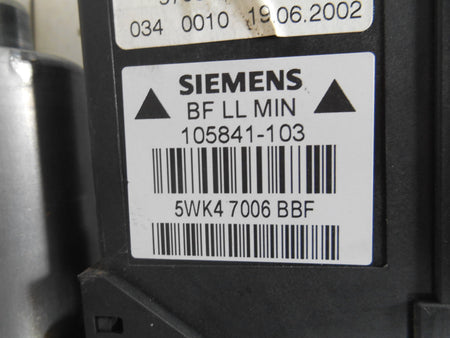 034 0010 19.06.2002
SIEMENS
BF LL MIN
105841-103
5WK4 7006 BBF